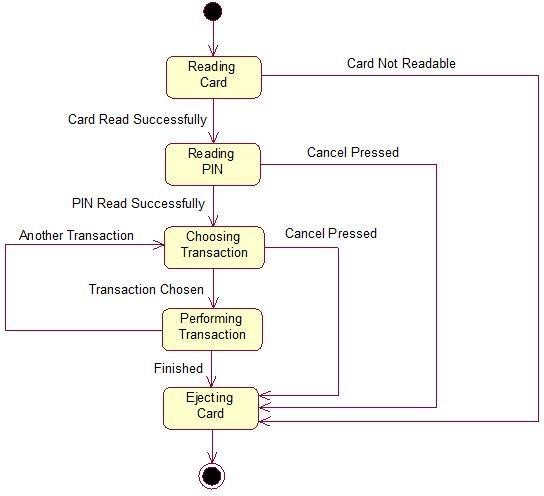 Reading
Card
Card Not Readable
Card Read Successfully
Reading
PIN
Cancel Pressed
PIN Read Successfully
Another Transaction
Choosing
Transaction
Cancel Pressed
Transaction Chosen
Performing
Transaction
Finished
Ejecting
Card